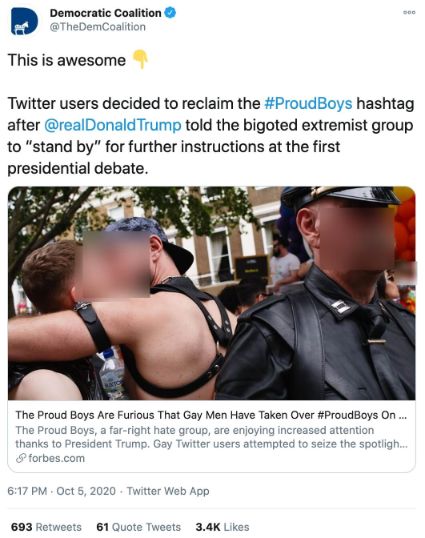 Democratic Coalition
@TheDemCoalition
This is awesome 👇
Twitter users decided to reclaim the #ProudBoys hashtag
after @realDonaldTrump told the bigoted extremist group
to “stand by” for further instructions at the first
presidential debate.
The Proud Boys Are Furious That Gay Men Have Taken Over #ProudBoys On ...
The Proud Boys, a far-right hate group, are enjoying increased attention
thanks to President Trump. Gay Twitter users attempted to seize the spotligh...
forbes.com
6:17 PM · Oct 5, 2020 · Twitter Web App
693 Retweets 61 Quote Tweets 3.4K Likes